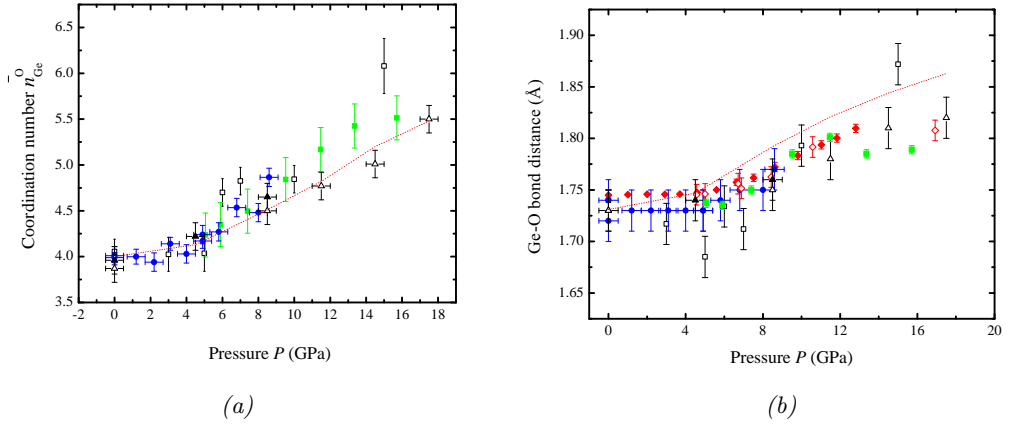 6.5
6.0
5.5
5.0
4.5
4.0
3.5
-2 0 2 4 6 8 10 12 14 16 18
Coordination number n̄ᴼGe
Pressure P (GPa)
(a)
1.90
1.85
1.80
1.75
1.70
1.65
0 4 8 12 16 20
Ge-O bond distance (Å)
Pressure P (GPa)
(b)